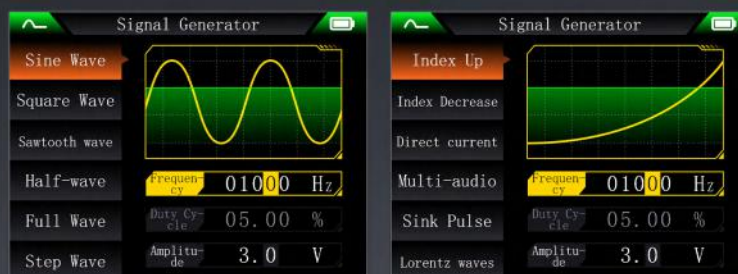 Signal Generator
Sine Wave
Square Wave
Sawtooth wave
Half-wave
Full Wave
Step Wave
Frequen-
cy
01000 Hz
Duty Cy-
cle
05.00 %
Amplitu-
de
3.0 V
Signal Generator
Index Up
Index Decrease
Direct current
Multi-audio
Sink Pulse
Lorentz waves
Frequen-
cy
01000 Hz
Duty Cy-
cle
05.00 %
Amplitu-
de
3.0 V